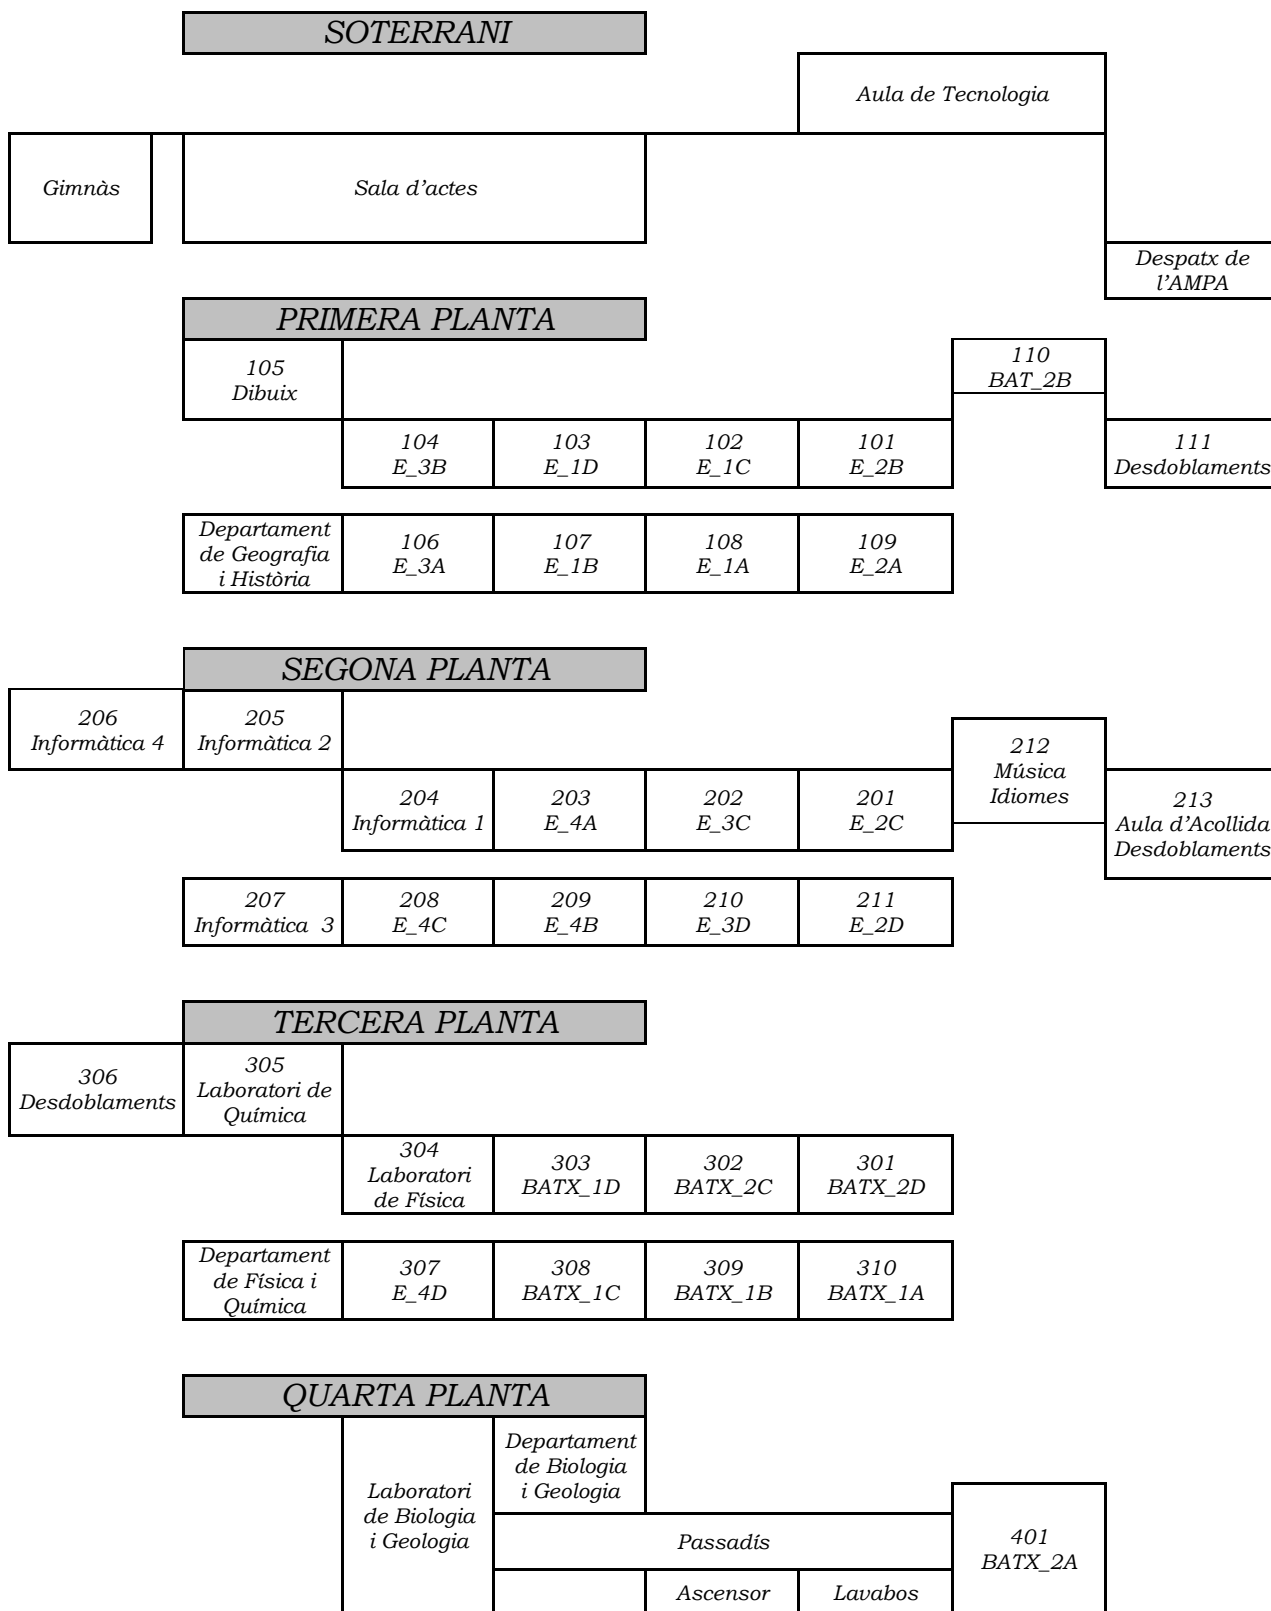 SOTERRANI
Aula de Tecnologia
Gimnàs
Sala d'actes
Despatx de
l'AMPA
PRIMERA PLANTA
105
Dibuix
110
BAT_2B
104
E_3B
103
E_1D
102
E_1C
101
E_2B
111
Desdoblaments
Departament
de Geografia
i Història
106
E_3A
107
E_1B
108
E_1A
109
E_2A
SEGONA PLANTA
206
Informàtica 4
205
Informàtica 2
212
Música
Idiomes
204
Informàtica 1
203
E_4A
202
E_3C
201
E_2C
213
Aula d'Acollida
Desdoblaments
207
Informàtica  3
208
E_4C
209
E_4B
210
E_3D
211
E_2D
TERCERA PLANTA
306
Desdoblaments
305
Laboratori de
Química
304
Laboratori
de Física
303
BATX_1D
302
BATX_2C
301
BATX_2D
Departament
de Física i
Química
307
E_4D
308
BATX_1C
309
BATX_1B
310
BATX_1A
QUARTA PLANTA
Laboratori
de Biologia
i Geologia
Departament
de Biologia
i Geologia
Passadís
401
BATX_2A
Ascensor
Lavabos